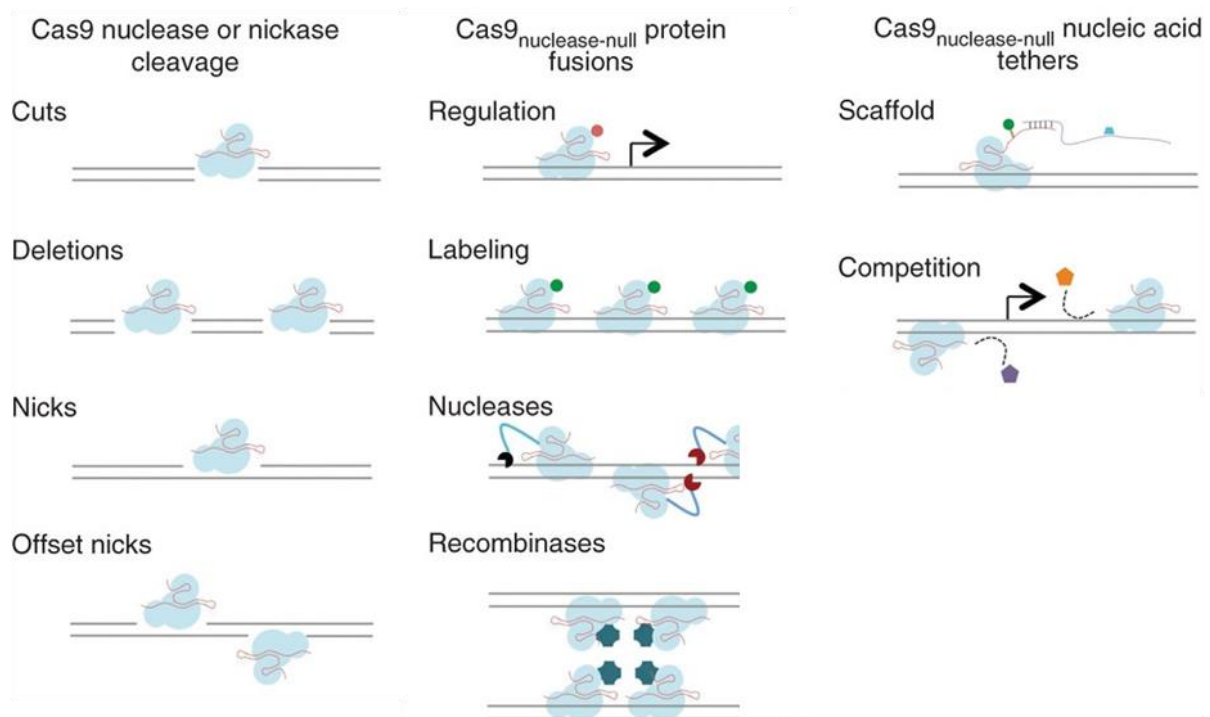 Cas9 nuclease or nickase
cleavage
Cuts
Deletions
Nicks
Offset nicks
Cas9nuclease-null protein
fusions
Regulation
Labeling
Nucleases
Recombinases
Cas9nuclease-null nucleic acid
tethers
Scaffold
Competition